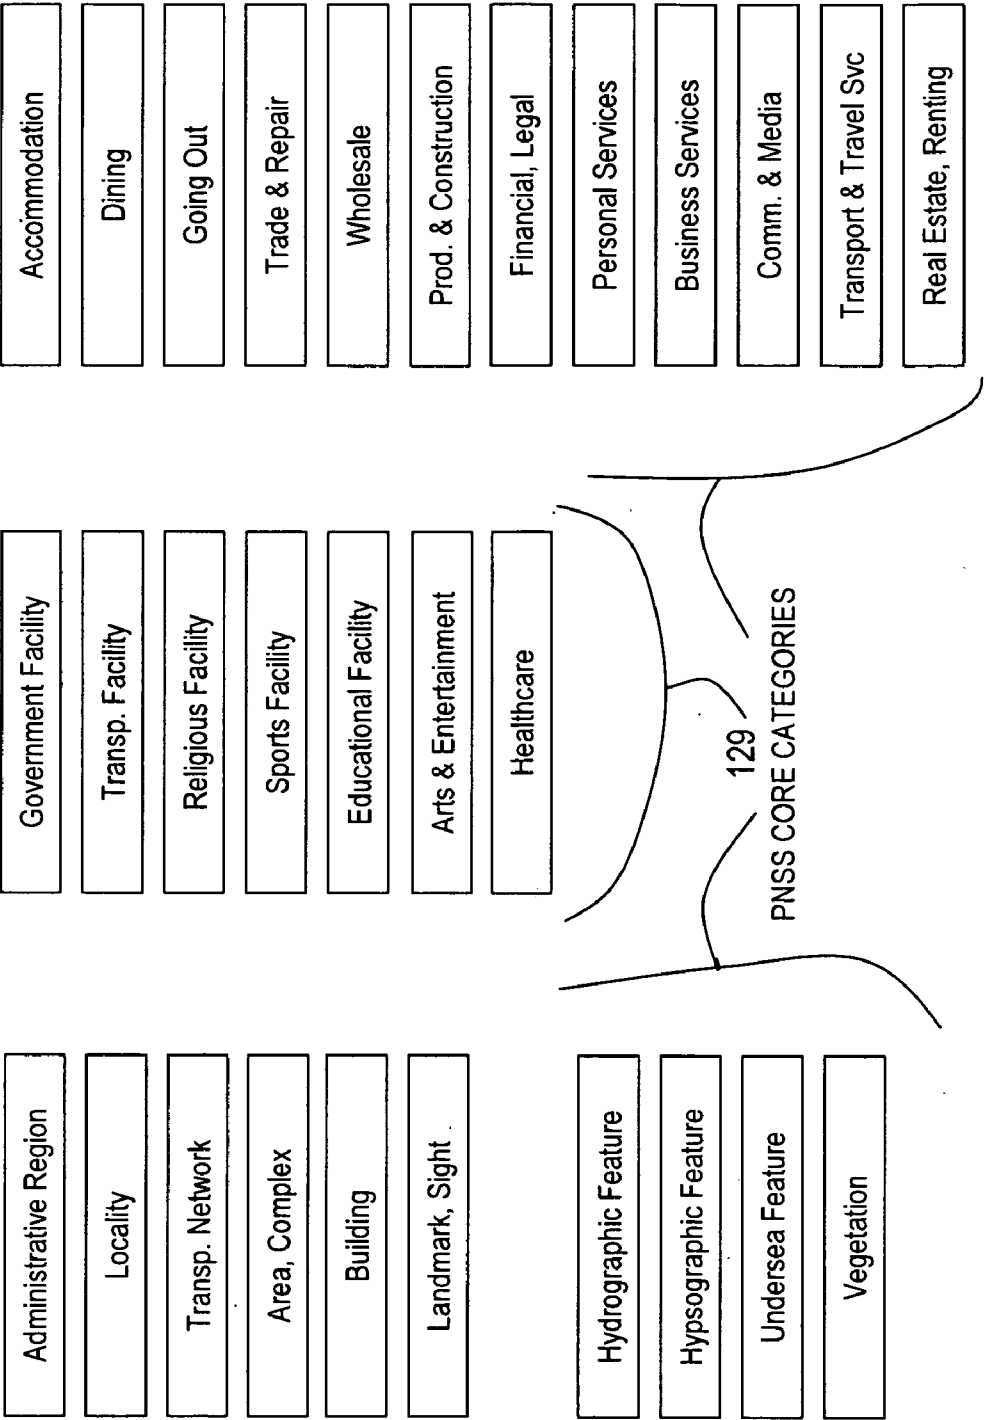 Administrative Region
Locality
Transp. Network
Area, Complex
Building
Landmark, Sight
Hydrographic Feature
Hypsographic Feature
Undersea Feature
Vegetation
Government Facility
Transp. Facility
Religious Facility
Sports Facility
Educational Facility
Arts & Entertainment
Healthcare
129
PNSS CORE CATEGORIES
Accommodation
Dining
Going Out
Trade & Repair
Wholesale
Prod. & Construction
Financial, Legal
Personal Services
Business Services
Comm. & Media
Transport & Travel Svc
Real Estate, Renting